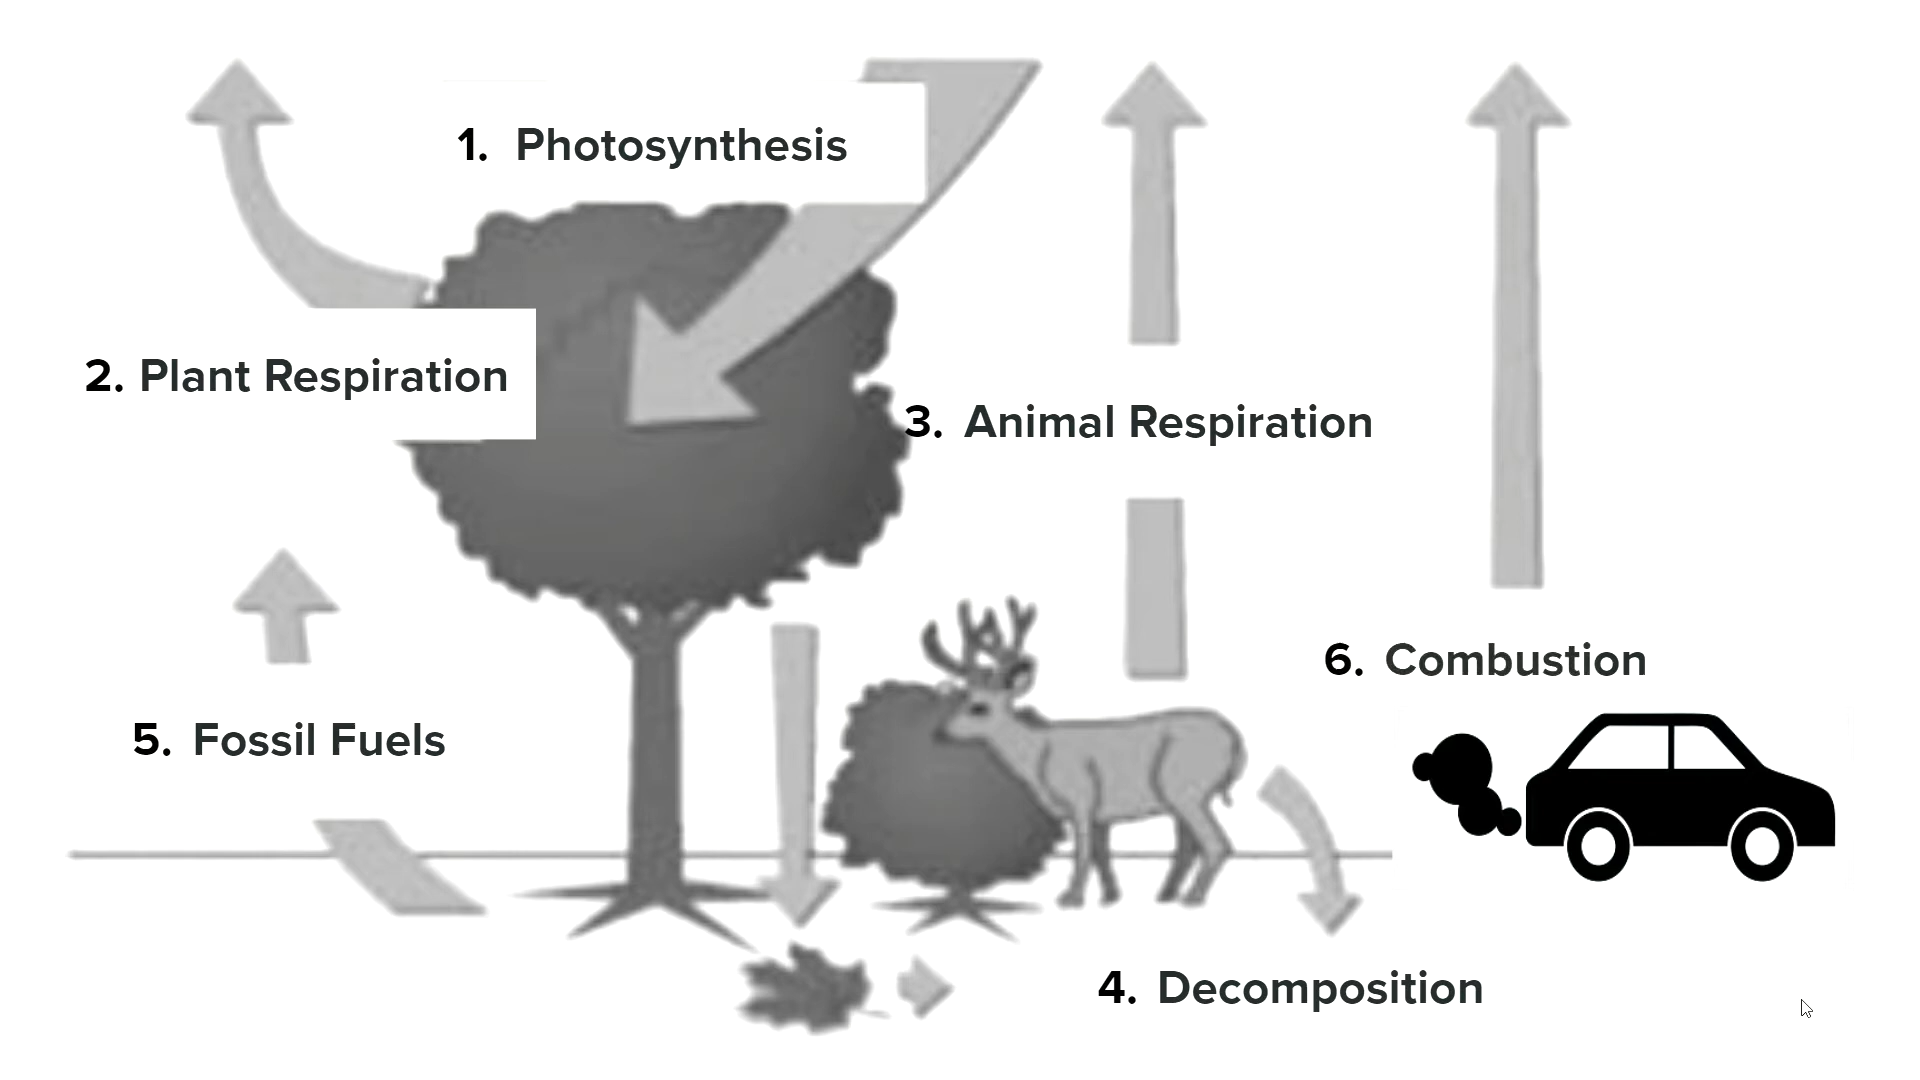 1. Photosynthesis
2. Plant Respiration
3. Animal Respiration
6. Combustion
5. Fossil Fuels
4. Decomposition